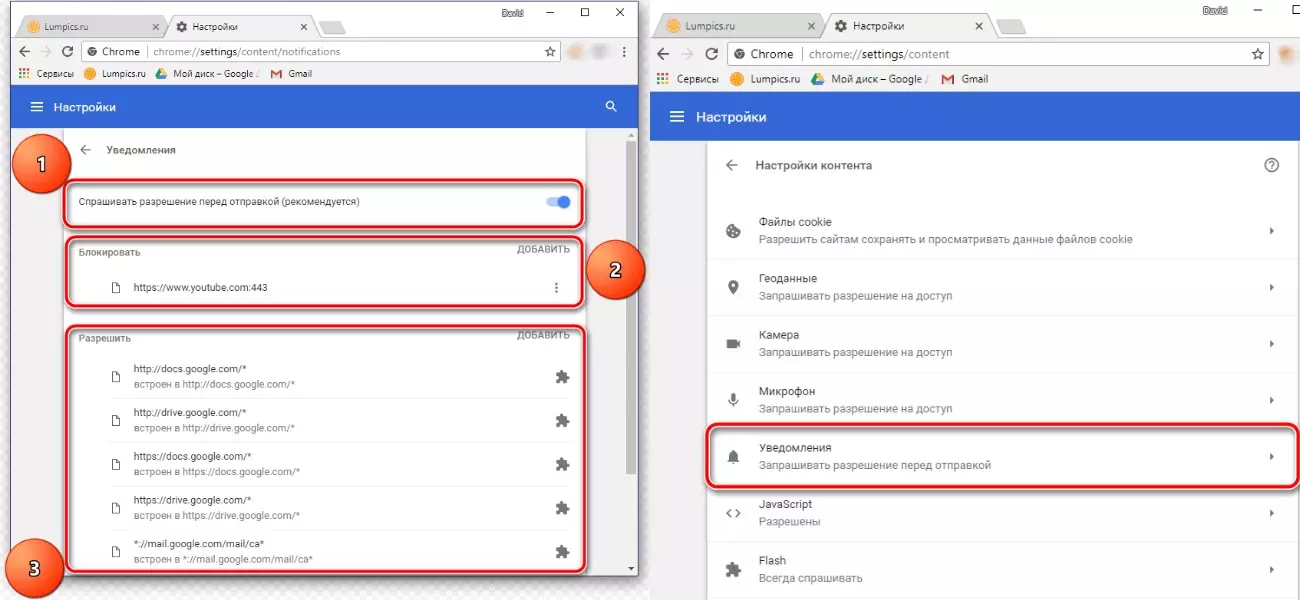 David
Lumpics.ru
Настройки
Chrome
chrome://settings/content/notifications
Сервисы
Lumpics.ru
Мой диск – Google
Gmail
Настройки
1
Уведомления
Спрашивать разрешение перед отправкой (рекомендуется)
Блокировать
ДОБАВИТЬ
2
https://www.youtube.com:443
Разрешить
ДОБАВИТЬ
http://docs.google.com/*
встроен в http://docs.google.com/*
http://drive.google.com/*
встроен в http://drive.google.com/*
https://docs.google.com/*
встроен в https://docs.google.com/*
https://drive.google.com/*
встроен в https://drive.google.com/*
*://mail.google.com/mail/ca*
встроен в *://mail.google.com/mail/ca*
3
David
Lumpics.ru
Настройки
Chrome
chrome://settings/content
Сервисы
Lumpics.ru
Мой диск – Google
Gmail
Настройки
Настройки контента
Файлы cookie
Разрешить сайтам сохранять и просматривать данные файлов cookie
Геоданные
Запрашивать разрешение на доступ
Камера
Запрашивать разрешение на доступ
Микрофон
Запрашивать разрешение на доступ
Уведомления
Запрашивать разрешение перед отправкой
JavaScript
Разрешены
Flash
Всегда спрашивать